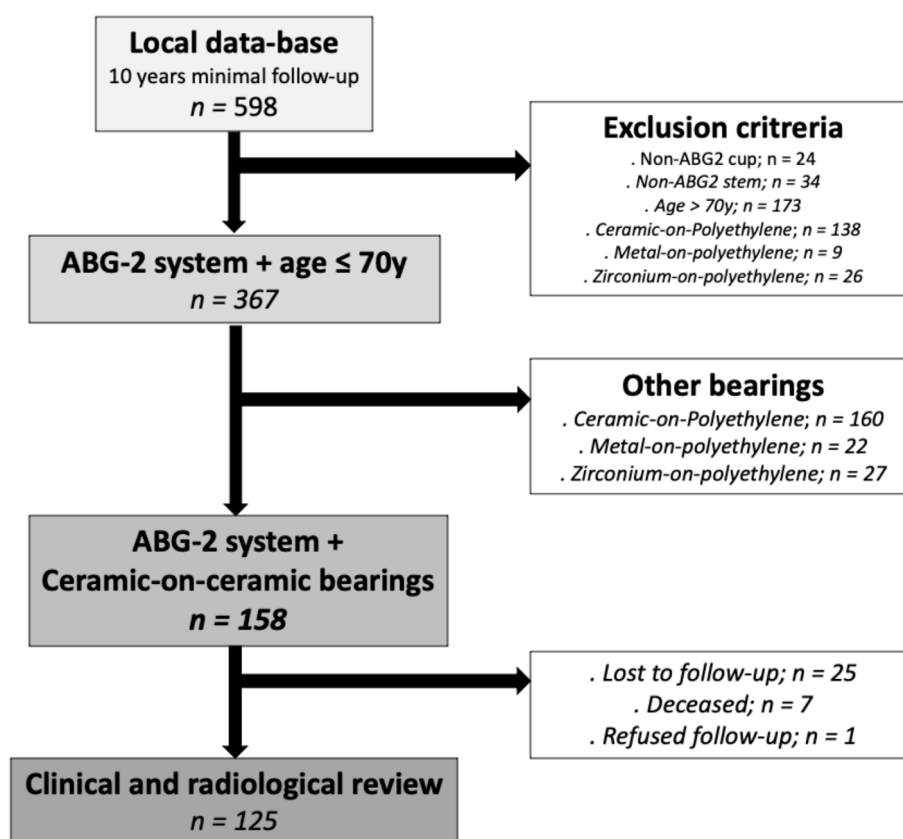 Local data-base
10 years minimal follow-up
n = 598
Exclusion critreria
. Non-ABG2 cup; n = 24
. Non-ABG2 stem; n = 34
. Age > 70y; n = 173
. Ceramic-on-Polyethylene; n = 138
. Metal-on-polyethylene; n = 9
. Zirconium-on-polyethylene; n = 26
ABG-2 system + age ≤ 70y
n = 367
Other bearings
. Ceramic-on-Polyethylene; n = 160
. Metal-on-polyethylene; n = 22
. Zirconium-on-polyethylene; n = 27
ABG-2 system +
Ceramic-on-ceramic bearings
n = 158
. Lost to follow-up; n = 25
. Deceased; n = 7
. Refused follow-up; n = 1
Clinical and radiological review
n = 125